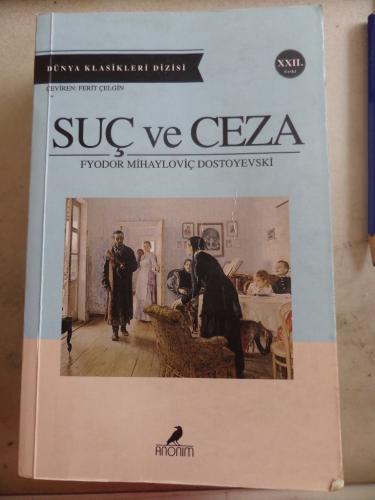 DÜNYA KLASİKLERİ DİZİSİ
XXII.
ÇEVİREN: FERİT ÇELGİN
SUÇ ve CEZA
FYODOR MİHAYLOVİÇ DOSTOYEVSKİ
ANONİM